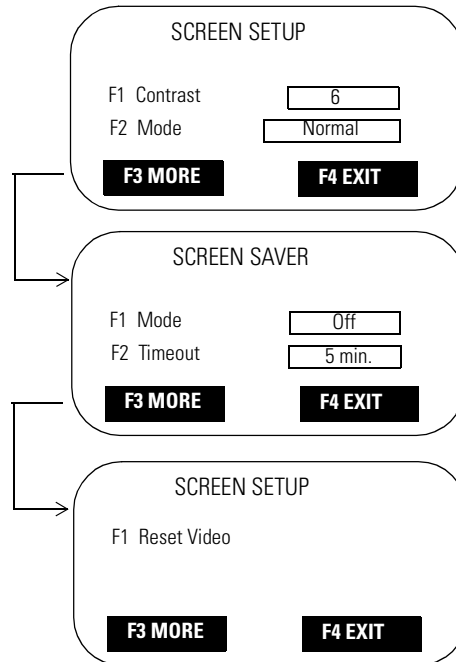 SCREEN SETUP
F1 Contrast 6
F2 Mode Normal
F3 MORE F4 EXIT
SCREEN SAVER
F1 Mode Off
F2 Timeout 5 min.
F3 MORE F4 EXIT
SCREEN SETUP
F1 Reset Video
F3 MORE F4 EXIT